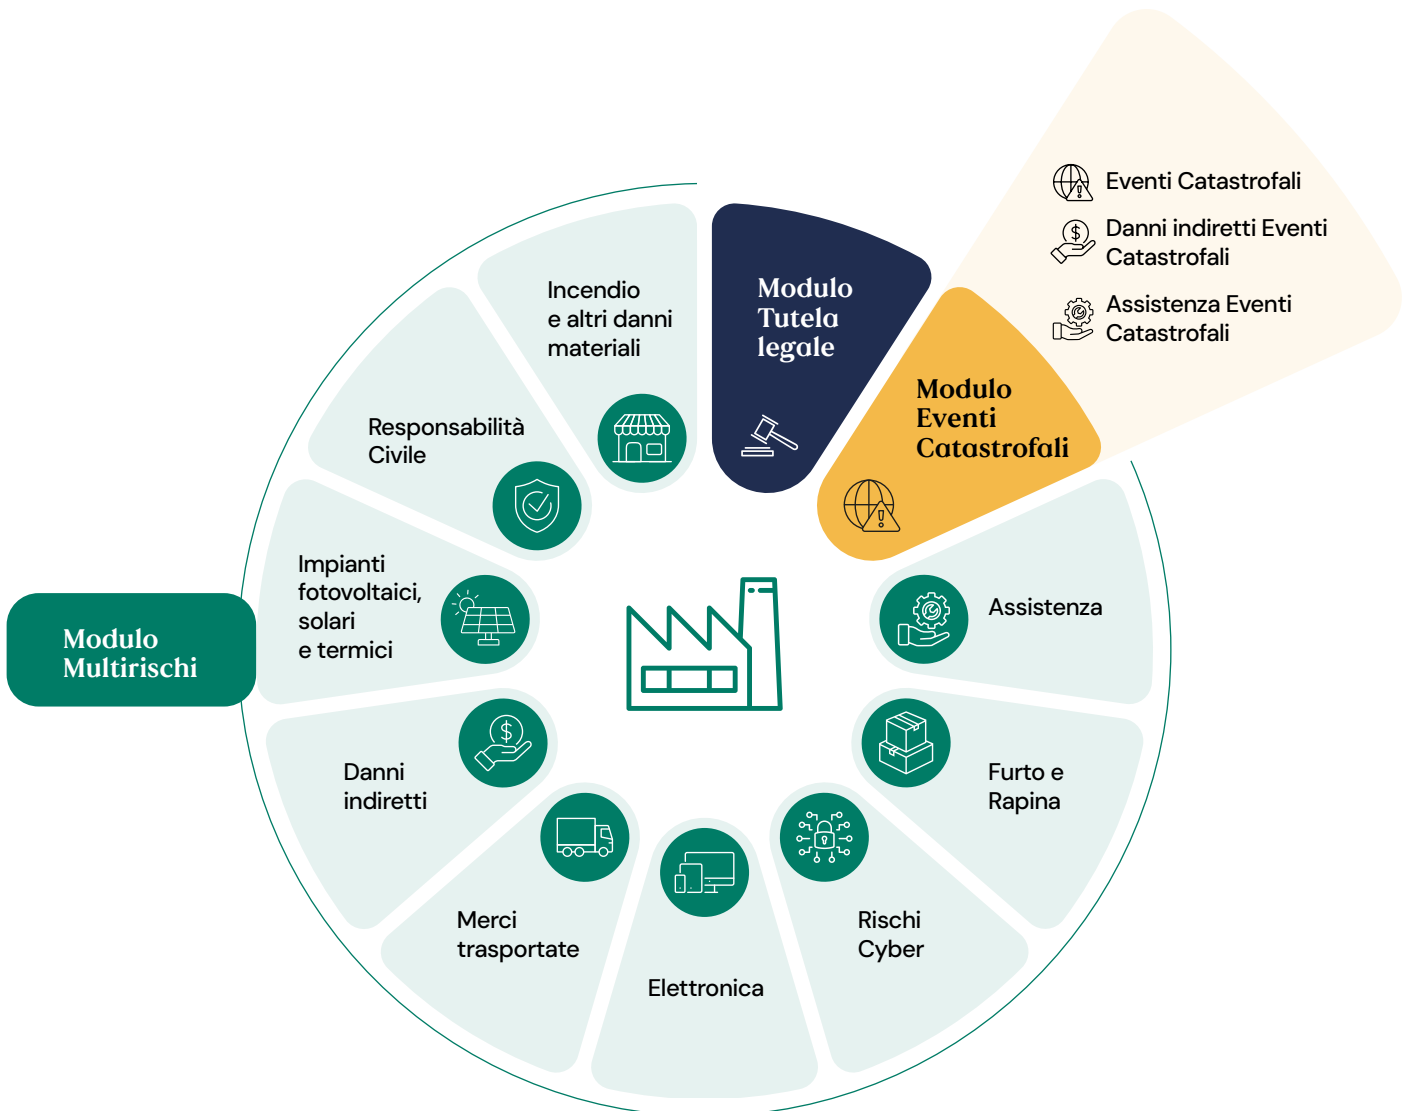 Eventi Catastrofali
Danni indiretti Eventi
Catastrofali
Assistenza Eventi
Catastrofali
Modulo
Tutela
legale
Modulo
Eventi
Catastrofali
Incendio
e altri danni
materiali
Responsabilità
Civile
Impianti
fotovoltaici,
solari
e termici
Modulo
Multirischi
Danni
indiretti
Merci
trasportate
Elettronica
Rischi
Cyber
Furto e
Rapina
Assistenza